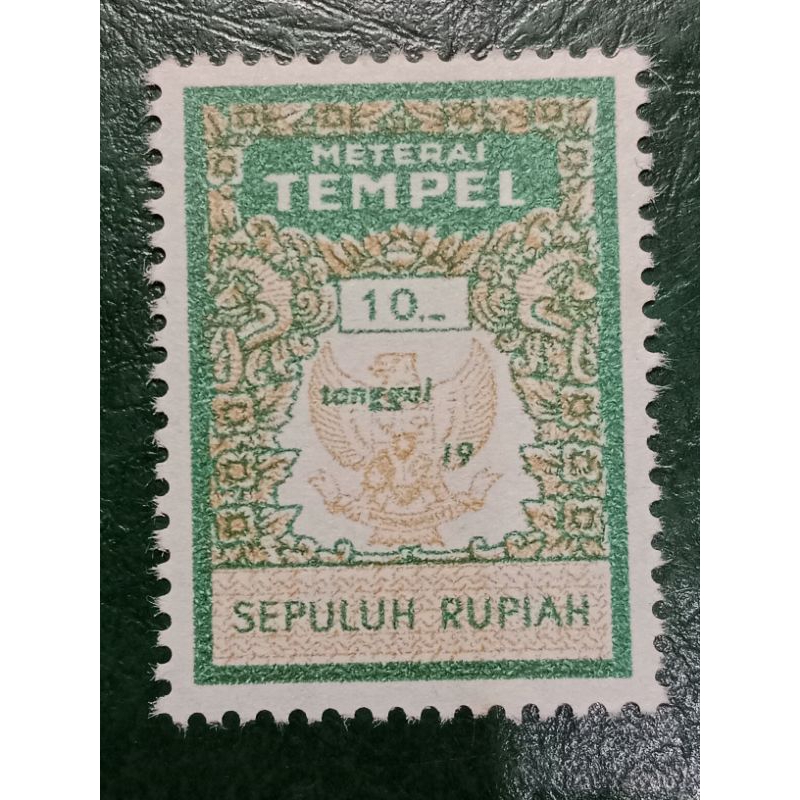 METERAI
TEMPEL
10.-
tanggal
19
SEPULUH RUPIAH